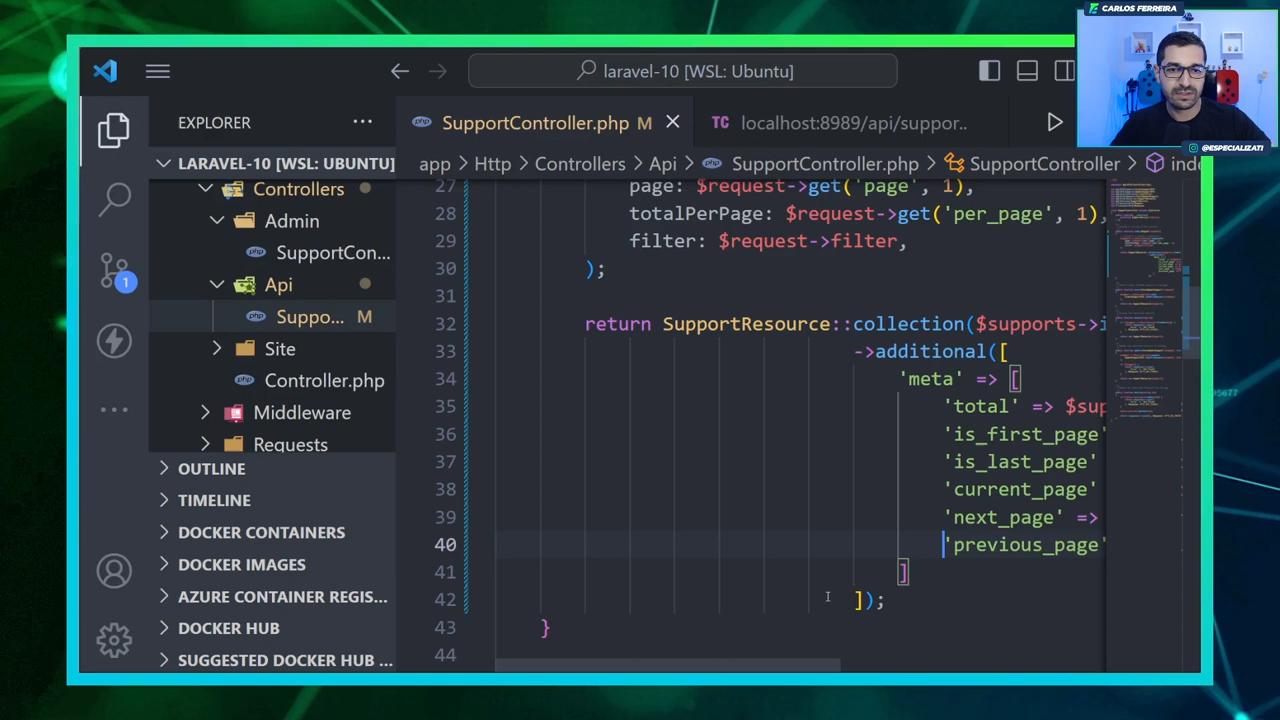 CARLOS FERREIRA
@ESPECIALIZATI
laravel-10 [WSL: Ubuntu]
EXPLORER
SupportController.php M
TC localhost:8989/api/suppor..
LARAVEL-10 [WSL: UBUNTU]
app > Http > Controllers > Api > SupportController.php > SupportController > inde
Controllers
Admin
SupportCon...
Api
Suppo... M
Site
Controller.php
Middleware
Requests
OUTLINE
TIMELINE
DOCKER CONTAINERS
DOCKER IMAGES
AZURE CONTAINER REGIS...
DOCKER HUB
SUGGESTED DOCKER HUB ...
1
27 page: $request->get('page', 1),
28 totalPerPage: $request->get('per_page', 1),
29 filter: $request->filter,
30 );
31
32 return SupportResource::collection($supports->i
33 ->additional([
34 'meta' => [
35 'total' => $sup
36 'is_first_page'
37 'is_last_page'
38 'current_page'
39 'next_page' =>
40 'previous_page'
41 ]
42 ]);
43 }
44